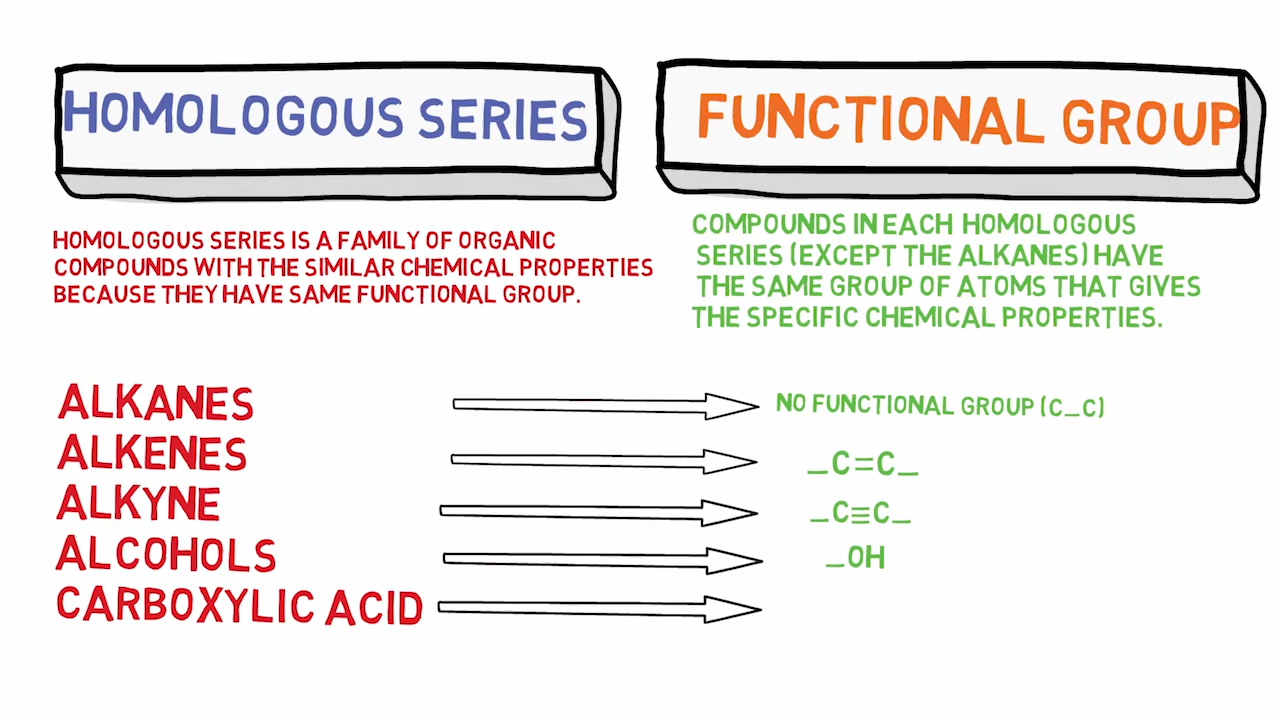 HOMOLOGOUS SERIES
HOMOLOGOUS SERIES IS A FAMILY OF ORGANIC
COMPOUNDS WITH THE SIMILAR CHEMICAL PROPERTIES
BECAUSE THEY HAVE SAME FUNCTIONAL GROUP.
FUNCTIONAL GROUP
COMPOUNDS IN EACH HOMOLOGOUS
SERIES (EXCEPT THE ALKANES) HAVE
THE SAME GROUP OF ATOMS THAT GIVES
THE SPECIFIC CHEMICAL PROPERTIES.
ALKANES NO FUNCTIONAL GROUP (C_C)
ALKENES _C=C_
ALKYNE _C≡C_
ALCOHOLS _OH
CARBOXYLIC ACID